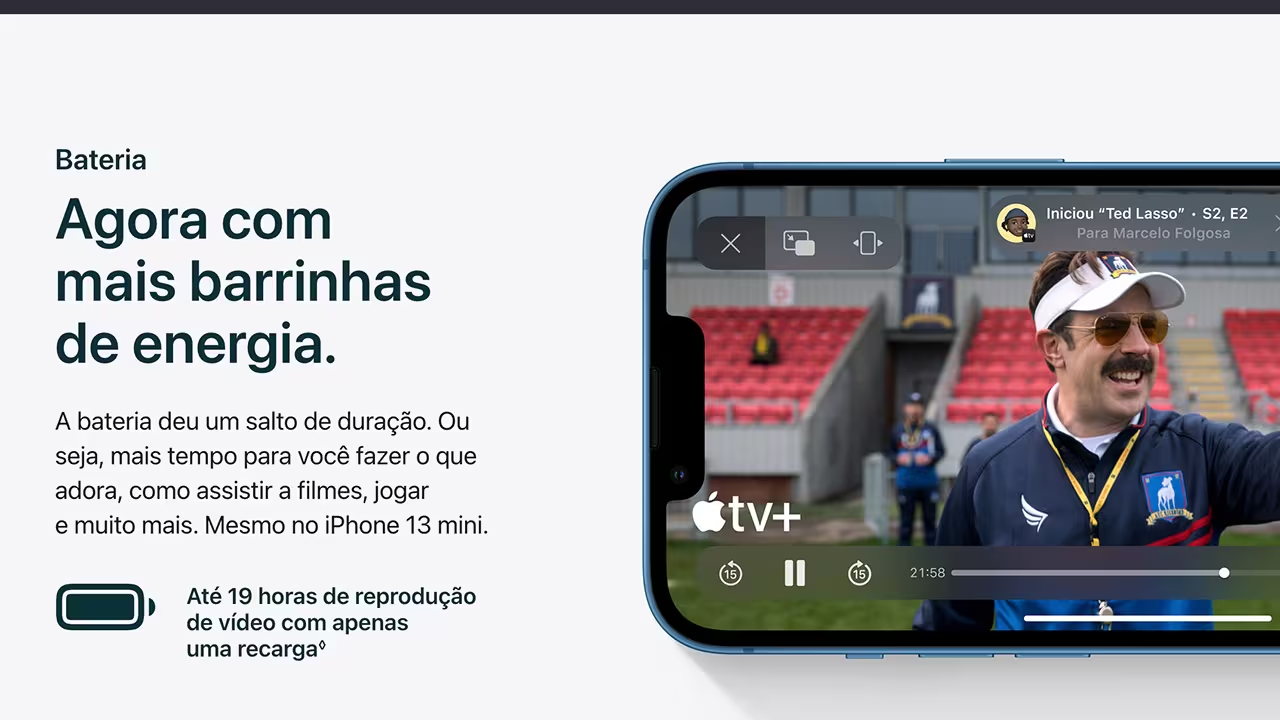 Bateria
Agora com
mais barrinhas
de energia.
A bateria deu um salto de duração. Ou
seja, mais tempo para você fazer o que
adora, como assistir a filmes, jogar
e muito mais. Mesmo no iPhone 13 mini.
Até 19 horas de reprodução
de vídeo com apenas
uma recarga◊
Iniciou “Ted Lasso” • S2, E2
Para Marcelo Folgosa
tv+
15
15
21:58